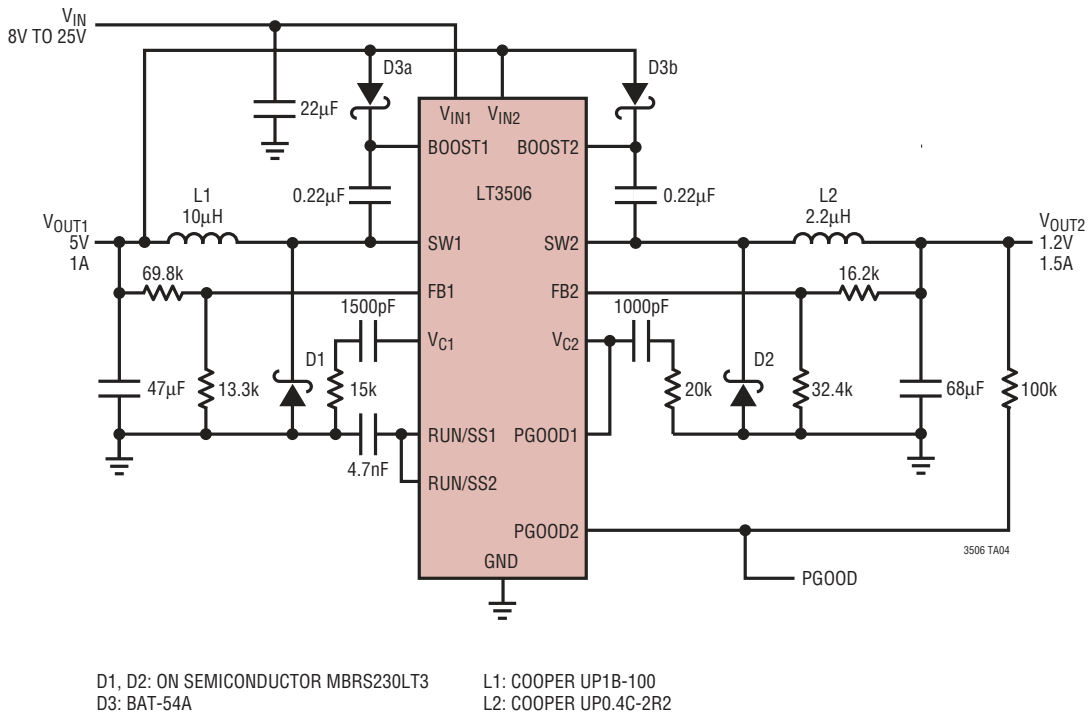 VIN
8V TO 25V
D3a
D3b
22µF
VIN1
VIN2
BOOST1
BOOST2
LT3506
0.22µF
0.22µF
L1
10µH
L2
2.2µH
VOUT1
5V
1A
SW1
SW2
VOUT2
1.2V
1.5A
69.8k
16.2k
FB1
FB2
1500pF
1000pF
VC1
VC2
D1
D2
47µF
13.3k
15k
20k
32.4k
68µF
100k
RUN/SS1
PGOOD1
4.7nF
RUN/SS2
PGOOD2
3506 TA04
GND
PGOOD
D1, D2: ON SEMICONDUCTOR MBRS230LT3
D3: BAT-54A
L1: COOPER UP1B-100
L2: COOPER UP0.4C-2R2